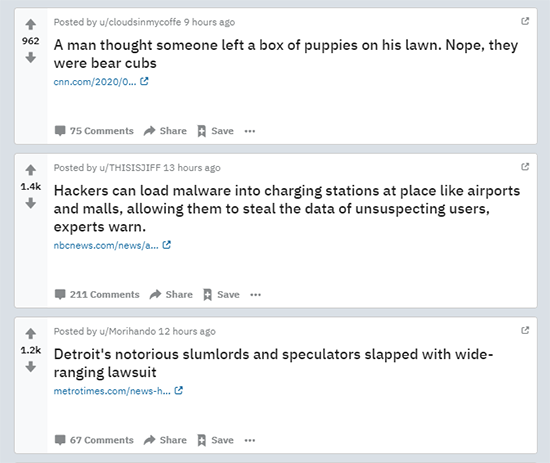 Posted by u/cloudsinmycoffe 9 hours ago
962
A man thought someone left a box of puppies on his lawn. Nope, they
were bear cubs
cnn.com/2020/0...
75 Comments Share Save ...
Posted by u/THISISJIFF 13 hours ago
1.4k
Hackers can load malware into charging stations at place like airports
and malls, allowing them to steal the data of unsuspecting users,
experts warn.
nbcnews.com/news/a...
211 Comments Share Save ...
Posted by u/Morihando 12 hours ago
1.2k
Detroit's notorious slumlords and speculators slapped with wide-
ranging lawsuit
metrotimes.com/news-h...
67 Comments Share Save ...